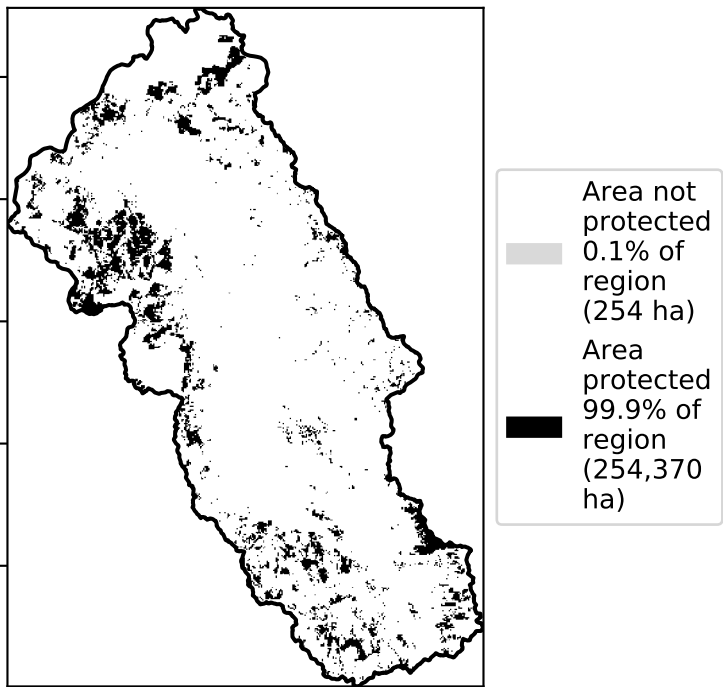 Area not
protected
0.1% of
region
(254 ha)
Area
protected
99.9% of
region
(254,370
ha)